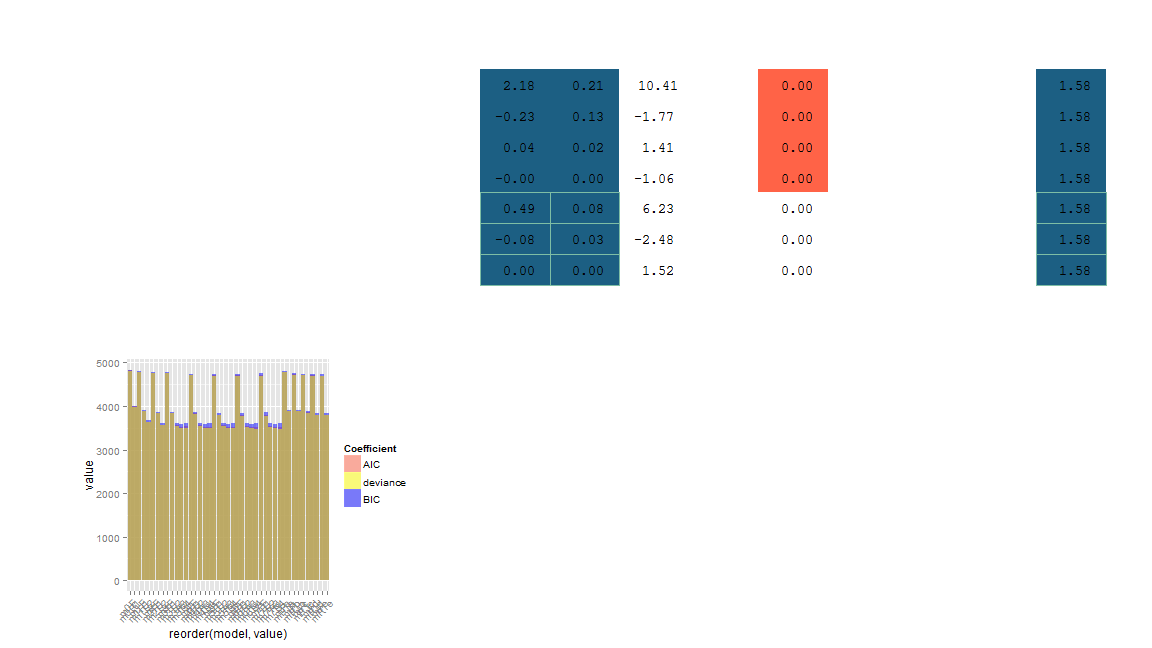 2.18 0.21 10.41 0.00 1.58
-0.23 0.13 -1.77 0.00 1.58
0.04 0.02 1.41 0.00 1.58
-0.00 0.00 -1.06 0.00 1.58
0.49 0.08 6.23 0.00 1.58
-0.08 0.03 -2.48 0.00 1.58
0.00 0.00 1.52 0.00 1.58
5000
4000
3000
2000
1000
0
value
Coefficient
AIC
deviance
BIC
reorder(model, value)